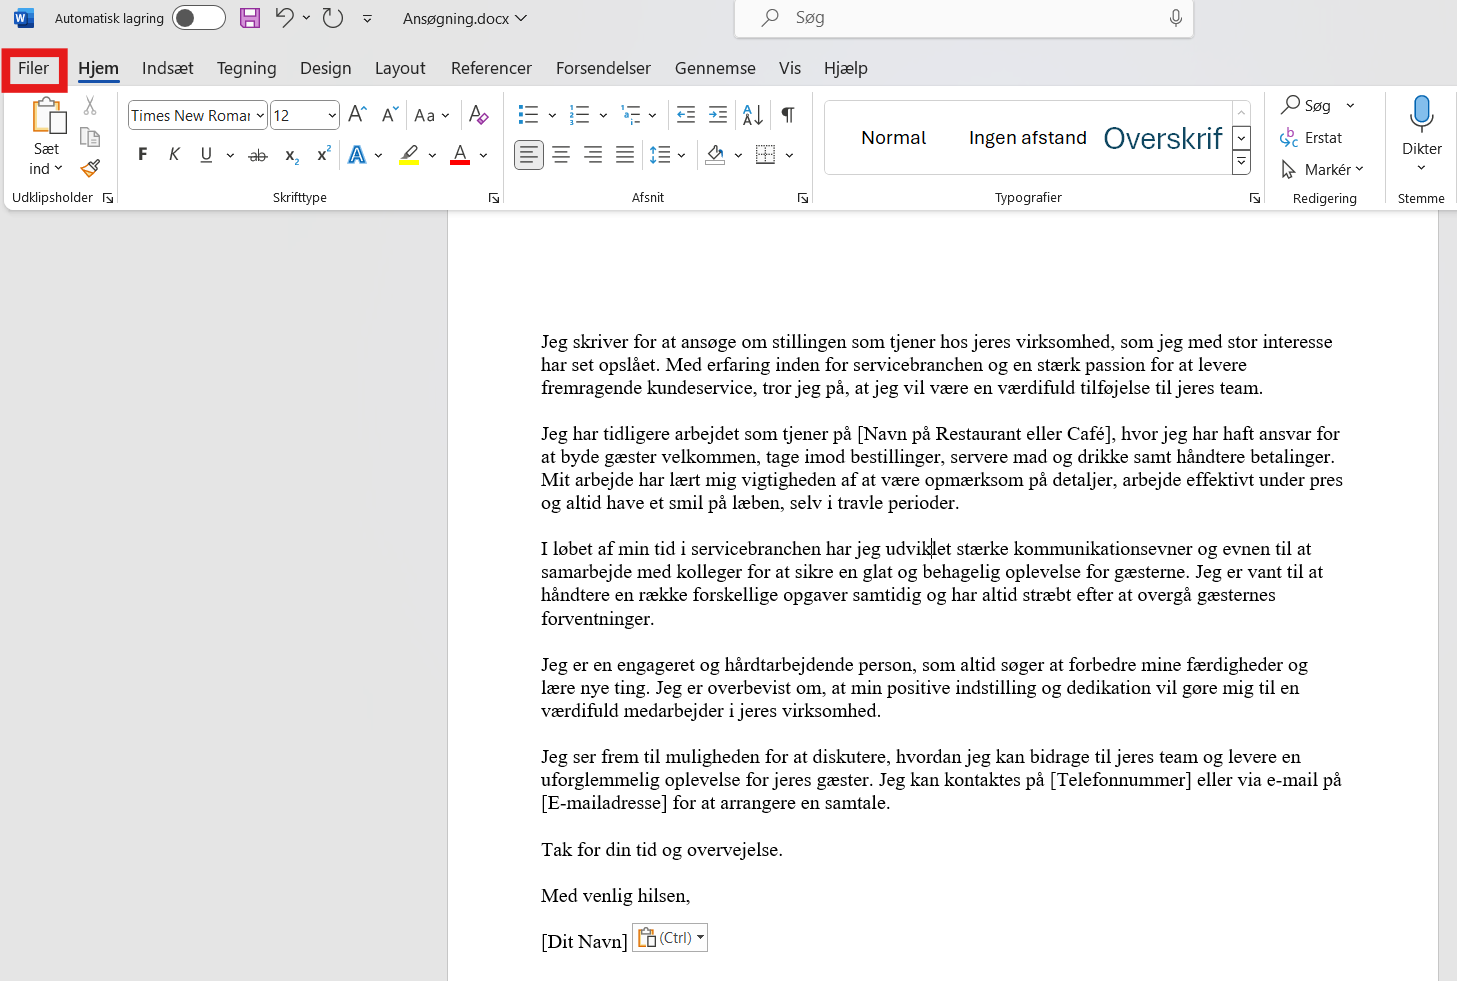 Automatisk lagring
Ansøgning.docx
Søg
Filer Hjem Indsæt Tegning Design Layout Referencer Forsendelser Gennemse Vis Hjælp
Sæt
ind
Udklipsholder
Times New Romar 12
Aa
F K U ab x₂ x² A A
Skrifttype
Afsnit
Normal Ingen afstand Overskrif
Typografier
Søg
Erstat
Markér
Redigering
Dikter
Stemme
Jeg skriver for at ansøge om stillingen som tjener hos jeres virksomhed, som jeg med stor interesse
har set opslået. Med erfaring inden for servicebranchen og en stærk passion for at levere
fremragende kundeservice, tror jeg på, at jeg vil være en værdifuld tilføjelse til jeres team.
Jeg har tidligere arbejdet som tjener på [Navn på Restaurant eller Café], hvor jeg har haft ansvar for
at byde gæster velkommen, tage imod bestillinger, servere mad og drikke samt håndtere betalinger.
Mit arbejde har lært mig vigtigheden af at være opmærksom på detaljer, arbejde effektivt under pres
og altid have et smil på læben, selv i travle perioder.
I løbet af min tid i servicebranchen har jeg udviklet stærke kommunikationsevner og evnen til at
samarbejde med kolleger for at sikre en glat og behagelig oplevelse for gæsterne. Jeg er vant til at
håndtere en række forskellige opgaver samtidig og har altid stræbt efter at overgå gæsternes
forventninger.
Jeg er en engageret og hårdtarbejdende person, som altid søger at forbedre mine færdigheder og
lære nye ting. Jeg er overbevist om, at min positive indstilling og dedikation vil gøre mig til en
værdifuld medarbejder i jeres virksomhed.
Jeg ser frem til muligheden for at diskutere, hvordan jeg kan bidrage til jeres team og levere en
uforglemmelig oplevelse for jeres gæster. Jeg kan kontaktes på [Telefonnummer] eller via e-mail på
[E-mailadresse] for at arrangere en samtale.
Tak for din tid og overvejelse.
Med venlig hilsen,
[Dit Navn] (Ctrl)